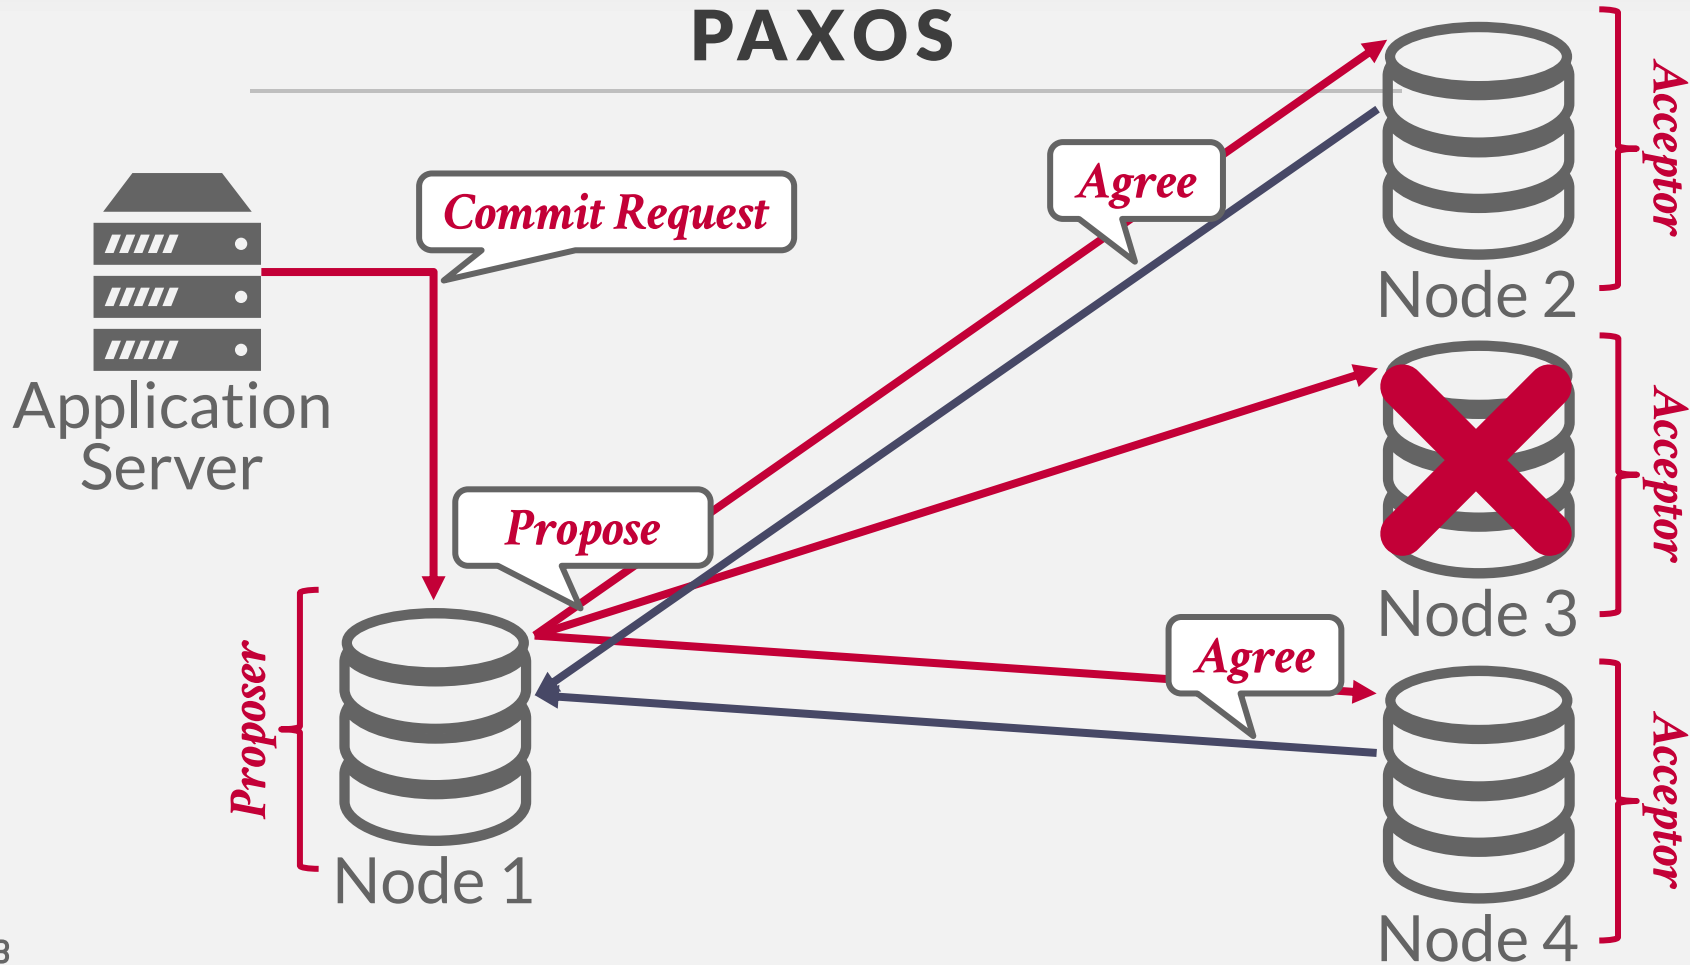 PAXOS
Commit Request
Agree
Acceptor
Node 2
Application
Server
Propose
Acceptor
Node 3
Agree
Proposer
Node 1
Acceptor
Node 4